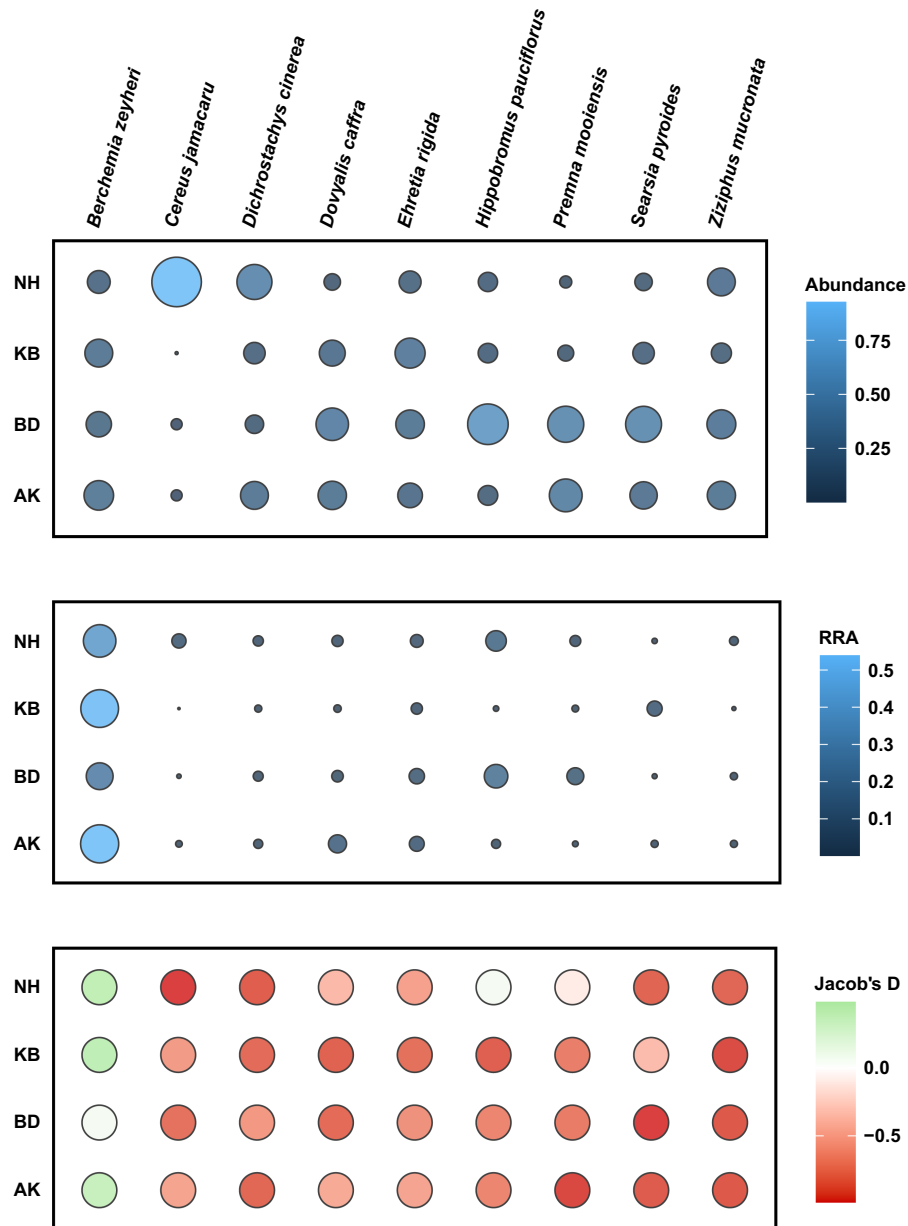 Berchemia zeyheri
Cereus jamacaru
Dichrostachys cinerea
Dovyalis caffra
Ehretia rigida
Hippobromus pauciflorus
Premna mooiensis
Searsia pyroides
Ziziphus mucronata
NH
KB
BD
AK
Abundance
0.75
0.50
0.25
NH
KB
BD
AK
RRA
0.5
0.4
0.3
0.2
0.1
NH
KB
BD
AK
Jacob's D
0.0
−0.5